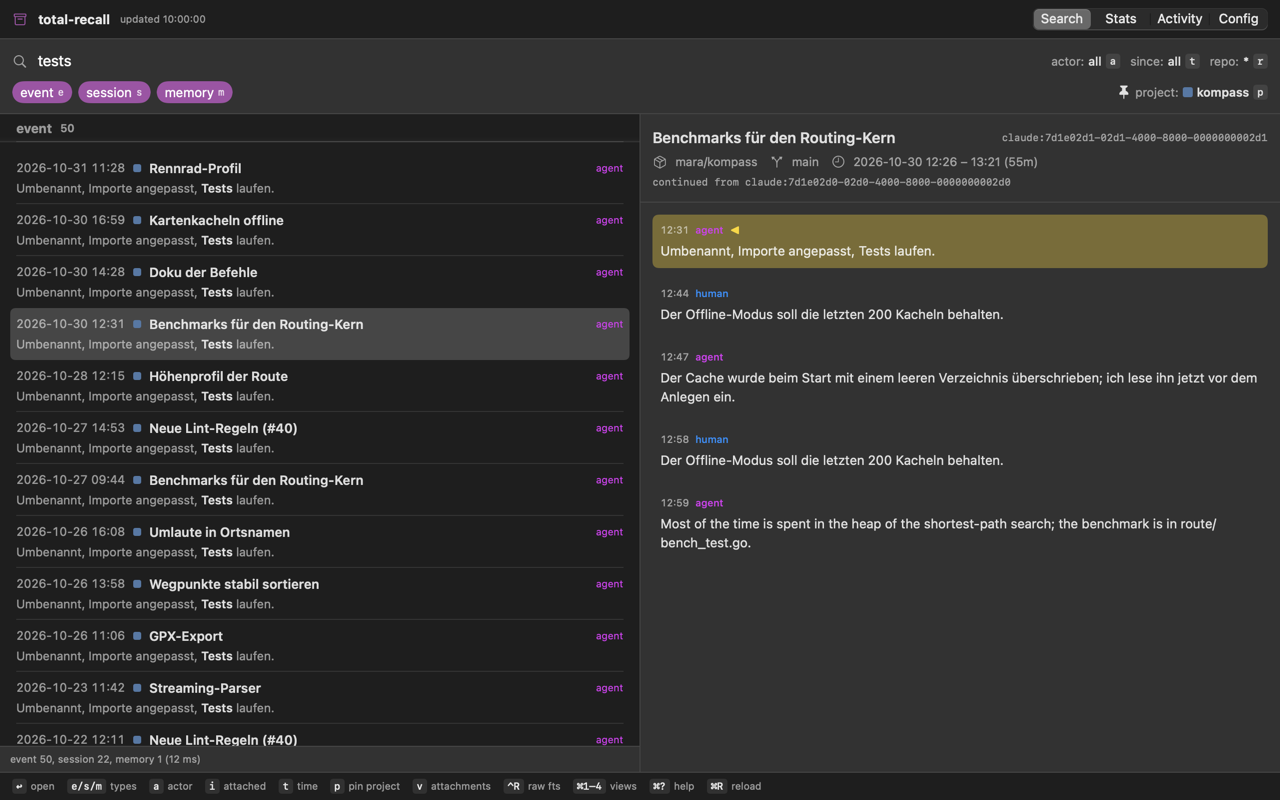 total-recall updated 10:00:00
Search Stats Activity Config
tests
actor: all a since: all t repo: * r
event e session s memory m
project: kompass p
event 50
2026-10-31 11:28 Rennrad-Profil agent
Umbenannt, Importe angepasst, Tests laufen.
2026-10-30 16:59 Kartenkacheln offline agent
Umbenannt, Importe angepasst, Tests laufen.
2026-10-30 14:28 Doku der Befehle agent
Umbenannt, Importe angepasst, Tests laufen.
2026-10-30 12:31 Benchmarks für den Routing-Kern agent
Umbenannt, Importe angepasst, Tests laufen.
2026-10-28 12:15 Höhenprofil der Route agent
Umbenannt, Importe angepasst, Tests laufen.
2026-10-27 14:53 Neue Lint-Regeln (#40) agent
Umbenannt, Importe angepasst, Tests laufen.
2026-10-27 09:44 Benchmarks für den Routing-Kern agent
Umbenannt, Importe angepasst, Tests laufen.
2026-10-26 16:08 Umlaute in Ortsnamen agent
Umbenannt, Importe angepasst, Tests laufen.
2026-10-26 13:58 Wegpunkte stabil sortieren agent
Umbenannt, Importe angepasst, Tests laufen.
2026-10-26 11:06 GPX-Export agent
Umbenannt, Importe angepasst, Tests laufen.
2026-10-23 11:42 Streaming-Parser agent
Umbenannt, Importe angepasst, Tests laufen.
2026-10-22 12:11 Neue Lint-Regeln (#40) agent
event 50, session 22, memory 1 (12 ms)
Benchmarks für den Routing-Kern claude:7d1e02d1-02d1-4000-8000-0000000002d1
mara/kompass main 2026-10-30 12:26 – 13:21 (55m)
continued from claude:7d1e02d0-02d0-4000-8000-0000000002d0
12:31 agent
Umbenannt, Importe angepasst, Tests laufen.
12:44 human
Der Offline-Modus soll die letzten 200 Kacheln behalten.
12:47 agent
Der Cache wurde beim Start mit einem leeren Verzeichnis überschrieben; ich lese ihn jetzt vor dem
Anlegen ein.
12:58 human
Der Offline-Modus soll die letzten 200 Kacheln behalten.
12:59 agent
Most of the time is spent in the heap of the shortest-path search; the benchmark is in route/
bench_test.go.
↩ open e/s/m types a actor i attached t time p pin project v attachments ^R raw fts ⌘1–4 views ⌘? help ⌘R reload